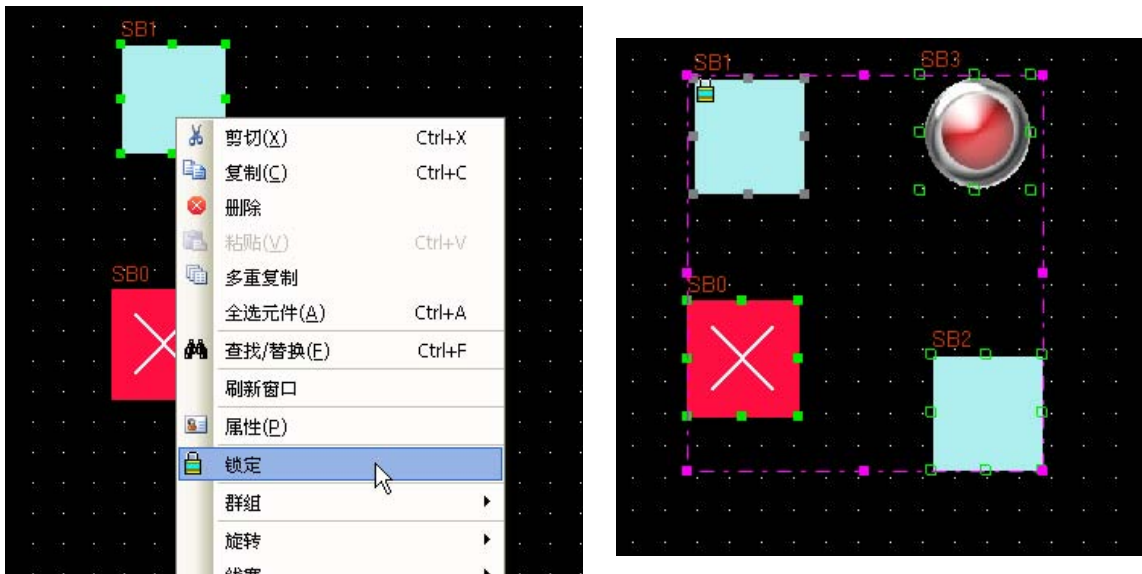 SB1
剪切(X) Ctrl+X
复制(C) Ctrl+C
删除
粘贴(V) Ctrl+V
SB0
多重复制
全选元件(A) Ctrl+A
查找/替换(F) Ctrl+F
刷新窗口
属性(P)
锁定
群组
旋转
SB1
SB3
SB0
SB2